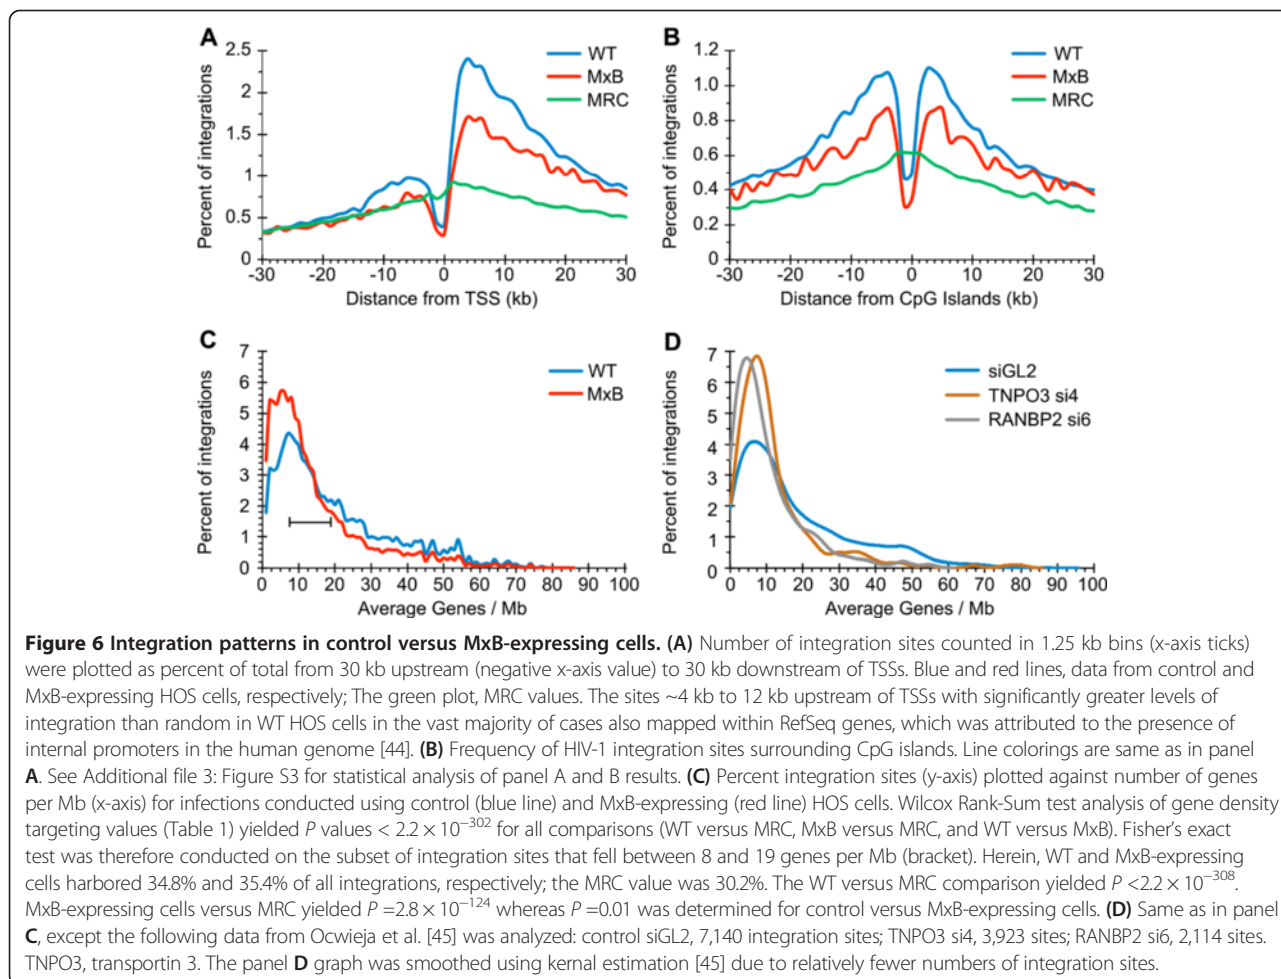 A
WT
MxB
MRC
Percent of integrations
2.5
2
1.5
1
0.5
0
-30 -20 -10 0 10 20 30
Distance from TSS (kb)
B
WT
MxB
MRC
Percent of integrations
1.2
1.0
0.8
0.6
0.4
0.2
0
-30 -20 -10 0 10 20 30
Distance from CpG Islands (kb)
C
WT
MxB
Percent of integrations
7
6
5
4
3
2
1
0
0 10 20 30 40 50 60 70 80 90 100
Average Genes / Mb
D
siGL2
TNPO3 si4
RANBP2 si6
Percent of integrations
7
6
5
4
3
2
1
0
0 10 20 30 40 50 60 70 80 90 100
Average Genes / Mb
Figure 6 Integration patterns in control versus MxB-expressing cells. (A) Number of integration sites counted in 1.25 kb bins (x-axis ticks)
were plotted as percent of total from 30 kb upstream (negative x-axis value) to 30 kb downstream of TSSs. Blue and red lines, data from control and
MxB-expressing HOS cells, respectively; The green plot, MRC values. The sites ~4 kb to 12 kb upstream of TSSs with significantly greater levels of
integration than random in WT HOS cells in the vast majority of cases also mapped within RefSeq genes, which was attributed to the presence of
internal promoters in the human genome [44]. (B) Frequency of HIV-1 integration sites surrounding CpG islands. Line colorings are same as in panel
A. See Additional file 3: Figure S3 for statistical analysis of panel A and B results. (C) Percent integration sites (y-axis) plotted against number of genes
per Mb (x-axis) for infections conducted using control (blue line) and MxB-expressing (red line) HOS cells. Wilcox Rank-Sum test analysis of gene density
targeting values (Table 1) yielded P values < 2.2 × 10⁻³⁰² for all comparisons (WT versus MRC, MxB versus MRC, and WT versus MxB). Fisher's exact
test was therefore conducted on the subset of integration sites that fell between 8 and 19 genes per Mb (bracket). Herein, WT and MxB-expressing
cells harbored 34.8% and 35.4% of all integrations, respectively; the MRC value was 30.2%. The WT versus MRC comparison yielded P <2.2 × 10⁻³⁰⁸.
MxB-expressing cells versus MRC yielded P =2.8 × 10⁻¹²⁴ whereas P =0.01 was determined for control versus MxB-expressing cells. (D) Same as in panel
C, except the following data from Ocwieja et al. [45] was analyzed: control siGL2, 7,140 integration sites; TNPO3 si4, 3,923 sites; RANBP2 si6, 2,114 sites.
TNPO3, transportin 3. The panel D graph was smoothed using kernal estimation [45] due to relatively fewer numbers of integration sites.